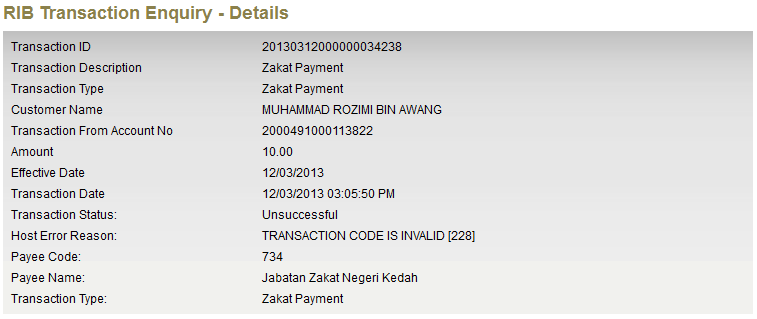 RIB Transaction Enquiry - Details
Transaction ID 20130312000000034238
Transaction Description Zakat Payment
Transaction Type Zakat Payment
Customer Name MUHAMMAD ROZIMI BIN AWANG
Transaction From Account No 2000491000113822
Amount 10.00
Effective Date 12/03/2013
Transaction Date 12/03/2013 03:05:50 PM
Transaction Status: Unsuccessful
Host Error Reason: TRANSACTION CODE IS INVALID [228]
Payee Code: 734
Payee Name: Jabatan Zakat Negeri Kedah
Transaction Type: Zakat Payment